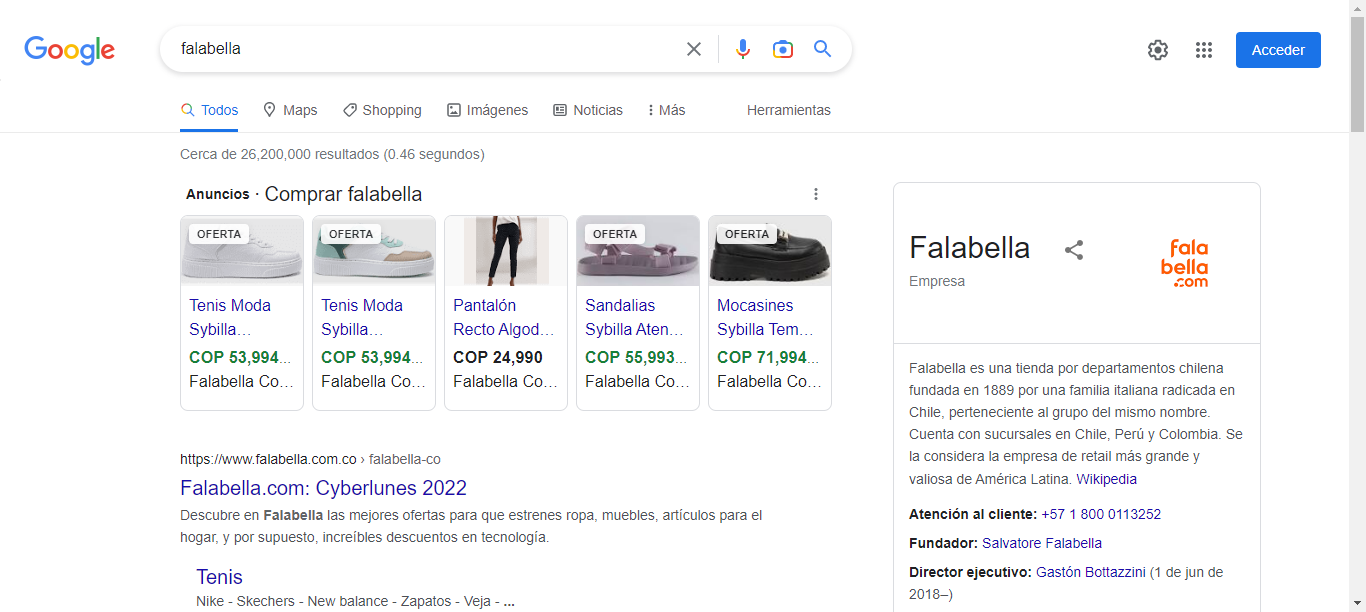 Google
falabella
Acceder
Todos
Maps
Shopping
Imágenes
Noticias
Más
Herramientas
Cerca de 26,200,000 resultados (0.46 segundos)
Anuncios · Comprar falabella
OFERTA
Tenis Moda
Sybilla…
COP 53,994...
Falabella Co…
OFERTA
Tenis Moda
Sybilla…
COP 53,994...
Falabella Co…
Pantalón
Recto Algod…
COP 24,990
Falabella Co…
OFERTA
Sandalias
Sybilla Aten…
COP 55,993...
Falabella Co…
OFERTA
Mocasines
Sybilla Tem…
COP 71,994...
Falabella Co…
https://www.falabella.com.co › falabella-co
Falabella.com: Cyberlunes 2022
Descubre en Falabella las mejores ofertas para que estrenes ropa, muebles, artículos para el
hogar, y por supuesto, increíbles descuentos en tecnología.
Tenis
Nike - Skechers - New balance - Zapatos - Veja - ...
Falabella
Empresa
fala
bella
.com
Falabella es una tienda por departamentos chilena
fundada en 1889 por una familia italiana radicada en
Chile, perteneciente al grupo del mismo nombre.
Cuenta con sucursales en Chile, Perú y Colombia. Se
la considera la empresa de retail más grande y
valiosa de América Latina. Wikipedia
Atención al cliente: +57 1 800 0113252
Fundador: Salvatore Falabella
Director ejecutivo: Gastón Bottazzini (1 de jun de
2018–)